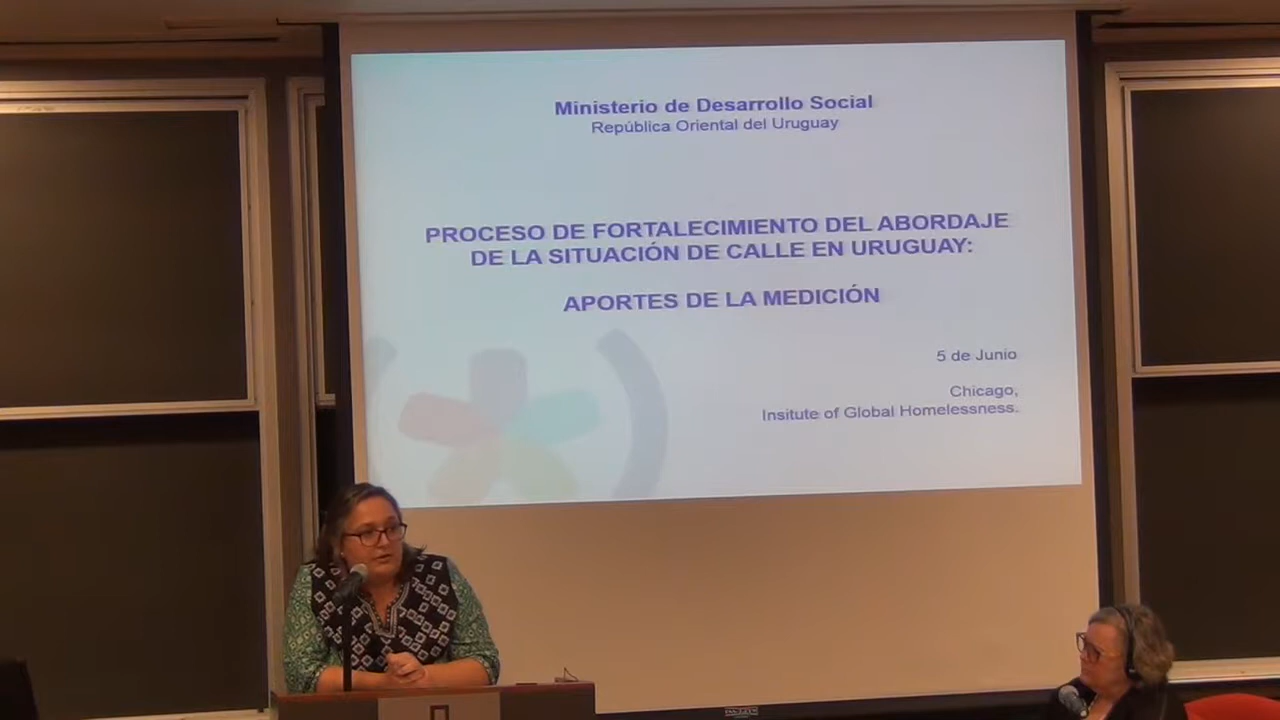 Ministerio de Desarrollo Social
República Oriental del Uruguay
PROCESO DE FORTALECIMIENTO DEL ABORDAJE
DE LA SITUACIÓN DE CALLE EN URUGUAY:
APORTES DE LA MEDICIÓN
5 de Junio
Chicago,
Insitute of Global Homelessness.